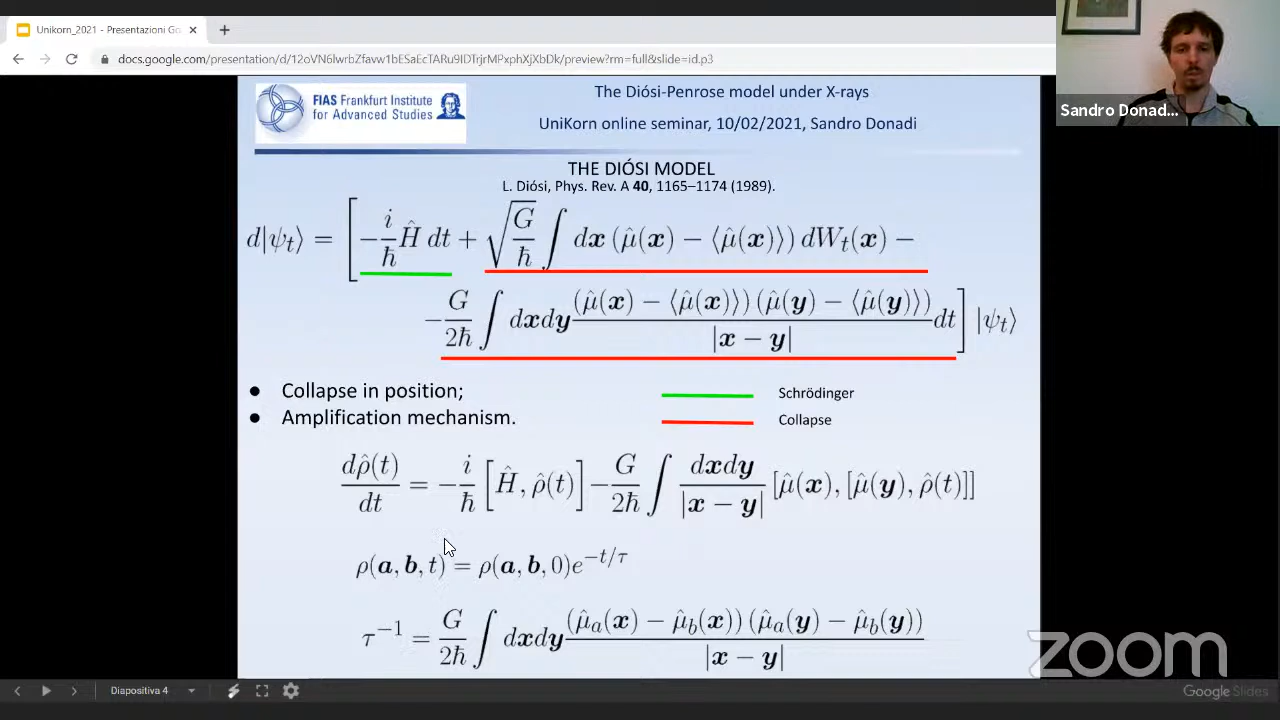 Unikorn_2021 - Presentazioni Go
docs.google.com/presentation/d/12oVN6lwrbZfavw1bESaEcTARu9IDTrjrMPxphXjXbDk/preview?rm=full&slide=id.p3
Sandro Donad...
FIAS Frankfurt Institute
for Advanced Studies
The Diósi-Penrose model under X-rays
UniKorn online seminar, 10/02/2021, Sandro Donadi
THE DIÓSI MODEL
L. Diósi, Phys. Rev. A 40, 1165–1174 (1989).
d|ψ_t⟩ = [ −i/ħ Ĥ dt + √(G/ħ) ∫ dx (μ̂(x) − ⟨μ̂(x)⟩) dW_t(x) −
− G/2ħ ∫ dxdy (μ̂(x) − ⟨μ̂(x)⟩) (μ̂(y) − ⟨μ̂(y)⟩) / |x − y| dt ] |ψ_t⟩
● Collapse in position;
Schrödinger
● Amplification mechanism.
Collapse
dρ̂(t)/dt = −i/ħ [Ĥ, ρ̂(t)] − G/2ħ ∫ dxdy/|x − y| [μ̂(x), [μ̂(y), ρ̂(t)]]
ρ(a, b, t) = ρ(a, b, 0)e^{−t/τ}
τ^{−1} = G/2ħ ∫ dxdy (μ̂_a(x) − μ̂_b(x)) (μ̂_a(y) − μ̂_b(y)) / |x − y|
zoom
Diapositiva 4
Google Slides